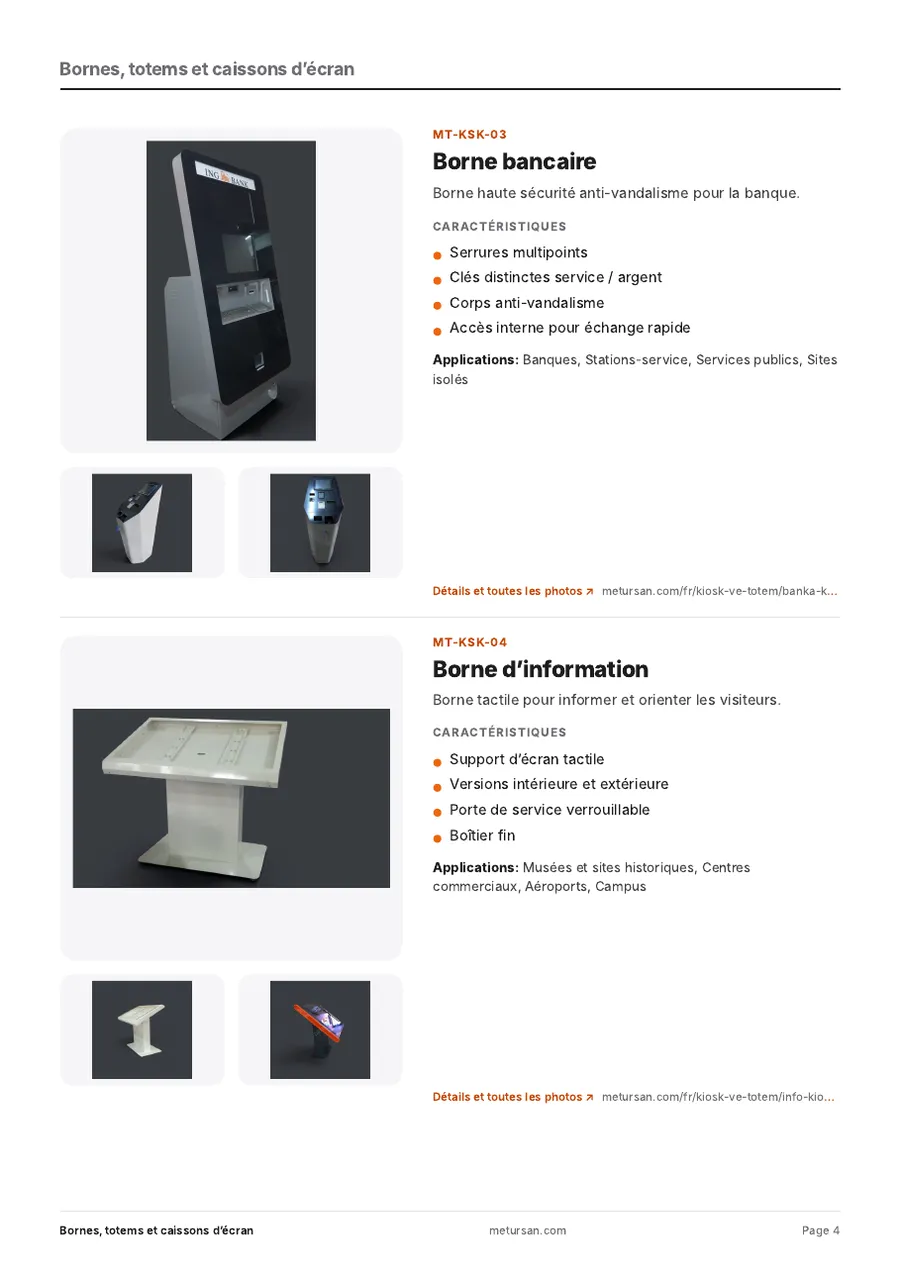 Bornes, totems et caissons d’écran
ING BANK
MT-KSK-03
Borne bancaire
Borne haute sécurité anti-vandalisme pour la banque.
CARACTÉRISTIQUES
Serrures multipoints
Clés distinctes service / argent
Corps anti-vandalisme
Accès interne pour échange rapide
Applications: Banques, Stations-service, Services publics, Sites
isolés
Détails et toutes les photos ↗ metursan.com/fr/kiosk-ve-totem/banka-k…
MT-KSK-04
Borne d’information
Borne tactile pour informer et orienter les visiteurs.
CARACTÉRISTIQUES
Support d’écran tactile
Versions intérieure et extérieure
Porte de service verrouillable
Boîtier fin
Applications: Musées et sites historiques, Centres
commerciaux, Aéroports, Campus
Détails et toutes les photos ↗ metursan.com/fr/kiosk-ve-totem/info-kio…
Bornes, totems et caissons d’écran
metursan.com
Page 4